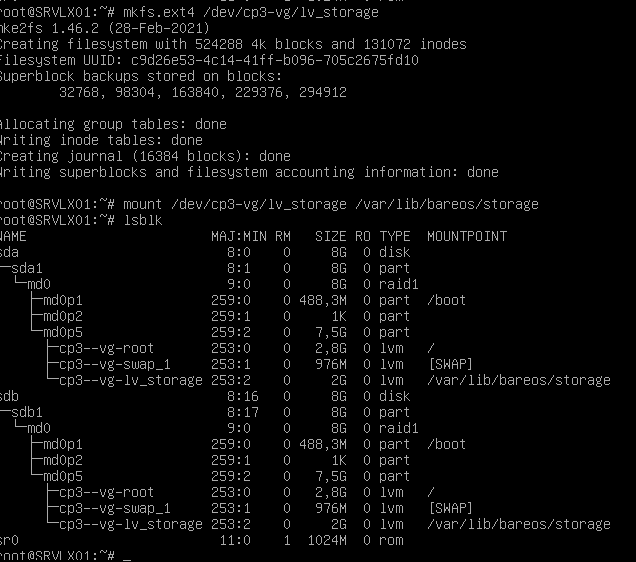 root@SRVLX01:~# mkfs.ext4 /dev/cp3-vg/lv_storage
mke2fs 1.46.2 (28-Feb-2021)
Creating filesystem with 524288 4k blocks and 131072 inodes
Filesystem UUID: c9d26e53-4c14-41ff-b096-705c2675fd10
Superblock backups stored on blocks:
        32768, 98304, 163840, 229376, 294912

Allocating group tables: done
Writing inode tables: done
Creating journal (16384 blocks): done
Writing superblocks and filesystem accounting information: done

root@SRVLX01:~# mount /dev/cp3-vg/lv_storage /var/lib/bareos/storage
root@SRVLX01:~# lsblk
NAME                      MAJ:MIN RM   SIZE RO TYPE  MOUNTPOINT
sda                         8:0    0     8G  0 disk
└─sda1                      8:1    0     8G  0 part
  └─md0                     9:0    0     8G  0 raid1
    ├─md0p1               259:0    0 488,3M  0 part  /boot
    ├─md0p2               259:1    0     1K  0 part
    └─md0p5               259:2    0   7,5G  0 part
      ├─cp3--vg-root      253:0    0   2,8G  0 lvm   /
      ├─cp3--vg-swap_1    253:1    0   976M  0 lvm   [SWAP]
      └─cp3--vg-lv_storage 253:2    0     2G  0 lvm   /var/lib/bareos/storage
sdb                         8:16   0     8G  0 disk
└─sdb1                      8:17   0     8G  0 part
  └─md0                     9:0    0     8G  0 raid1
    ├─md0p1               259:0    0 488,3M  0 part  /boot
    ├─md0p2               259:1    0     1K  0 part
    └─md0p5               259:2    0   7,5G  0 part
      ├─cp3--vg-root      253:0    0   2,8G  0 lvm   /
      ├─cp3--vg-swap_1    253:1    0   976M  0 lvm   [SWAP]
      └─cp3--vg-lv_storage 253:2    0     2G  0 lvm   /var/lib/bareos/storage
sr0                        11:0    1  1024M  0 rom
root@SRVLX01:~# _